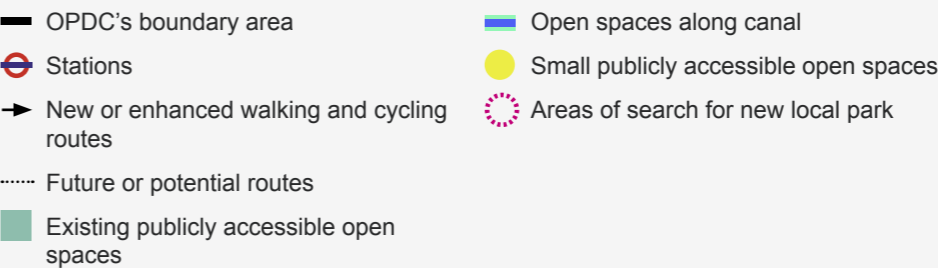 OPDC’s boundary area
Stations
New or enhanced walking and cycling
routes
Future or potential routes
Existing publicly accessible open
spaces
Open spaces along canal
Small publicly accessible open spaces
Areas of search for new local park